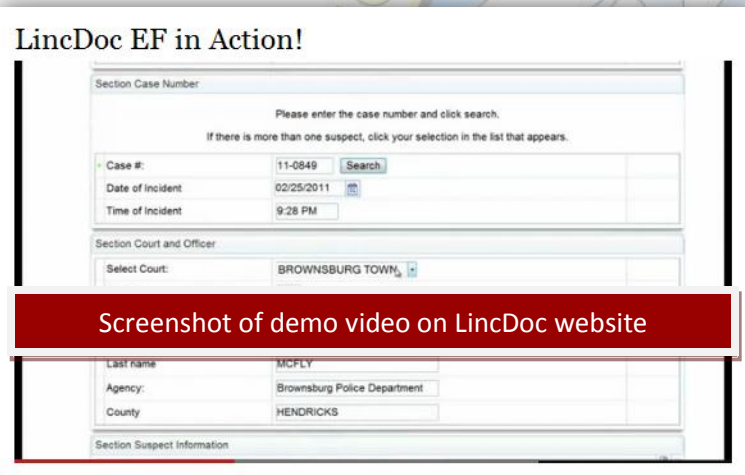 LincDoc EF in Action!
Section Case Number
Please enter the case number and click search.
If there is more than one suspect, click your selection in the list that appears.
Case #: 11-0849 Search
Date of Incident 02/25/2011
Time of Incident 9:28 PM
Section Court and Officer
Select Court: BROWNSBURG TOWN
Screenshot of demo video on LincDoc website
Last name MCFLY
Agency: Brownsburg Police Department
County HENDRICKS
Section Suspect Information